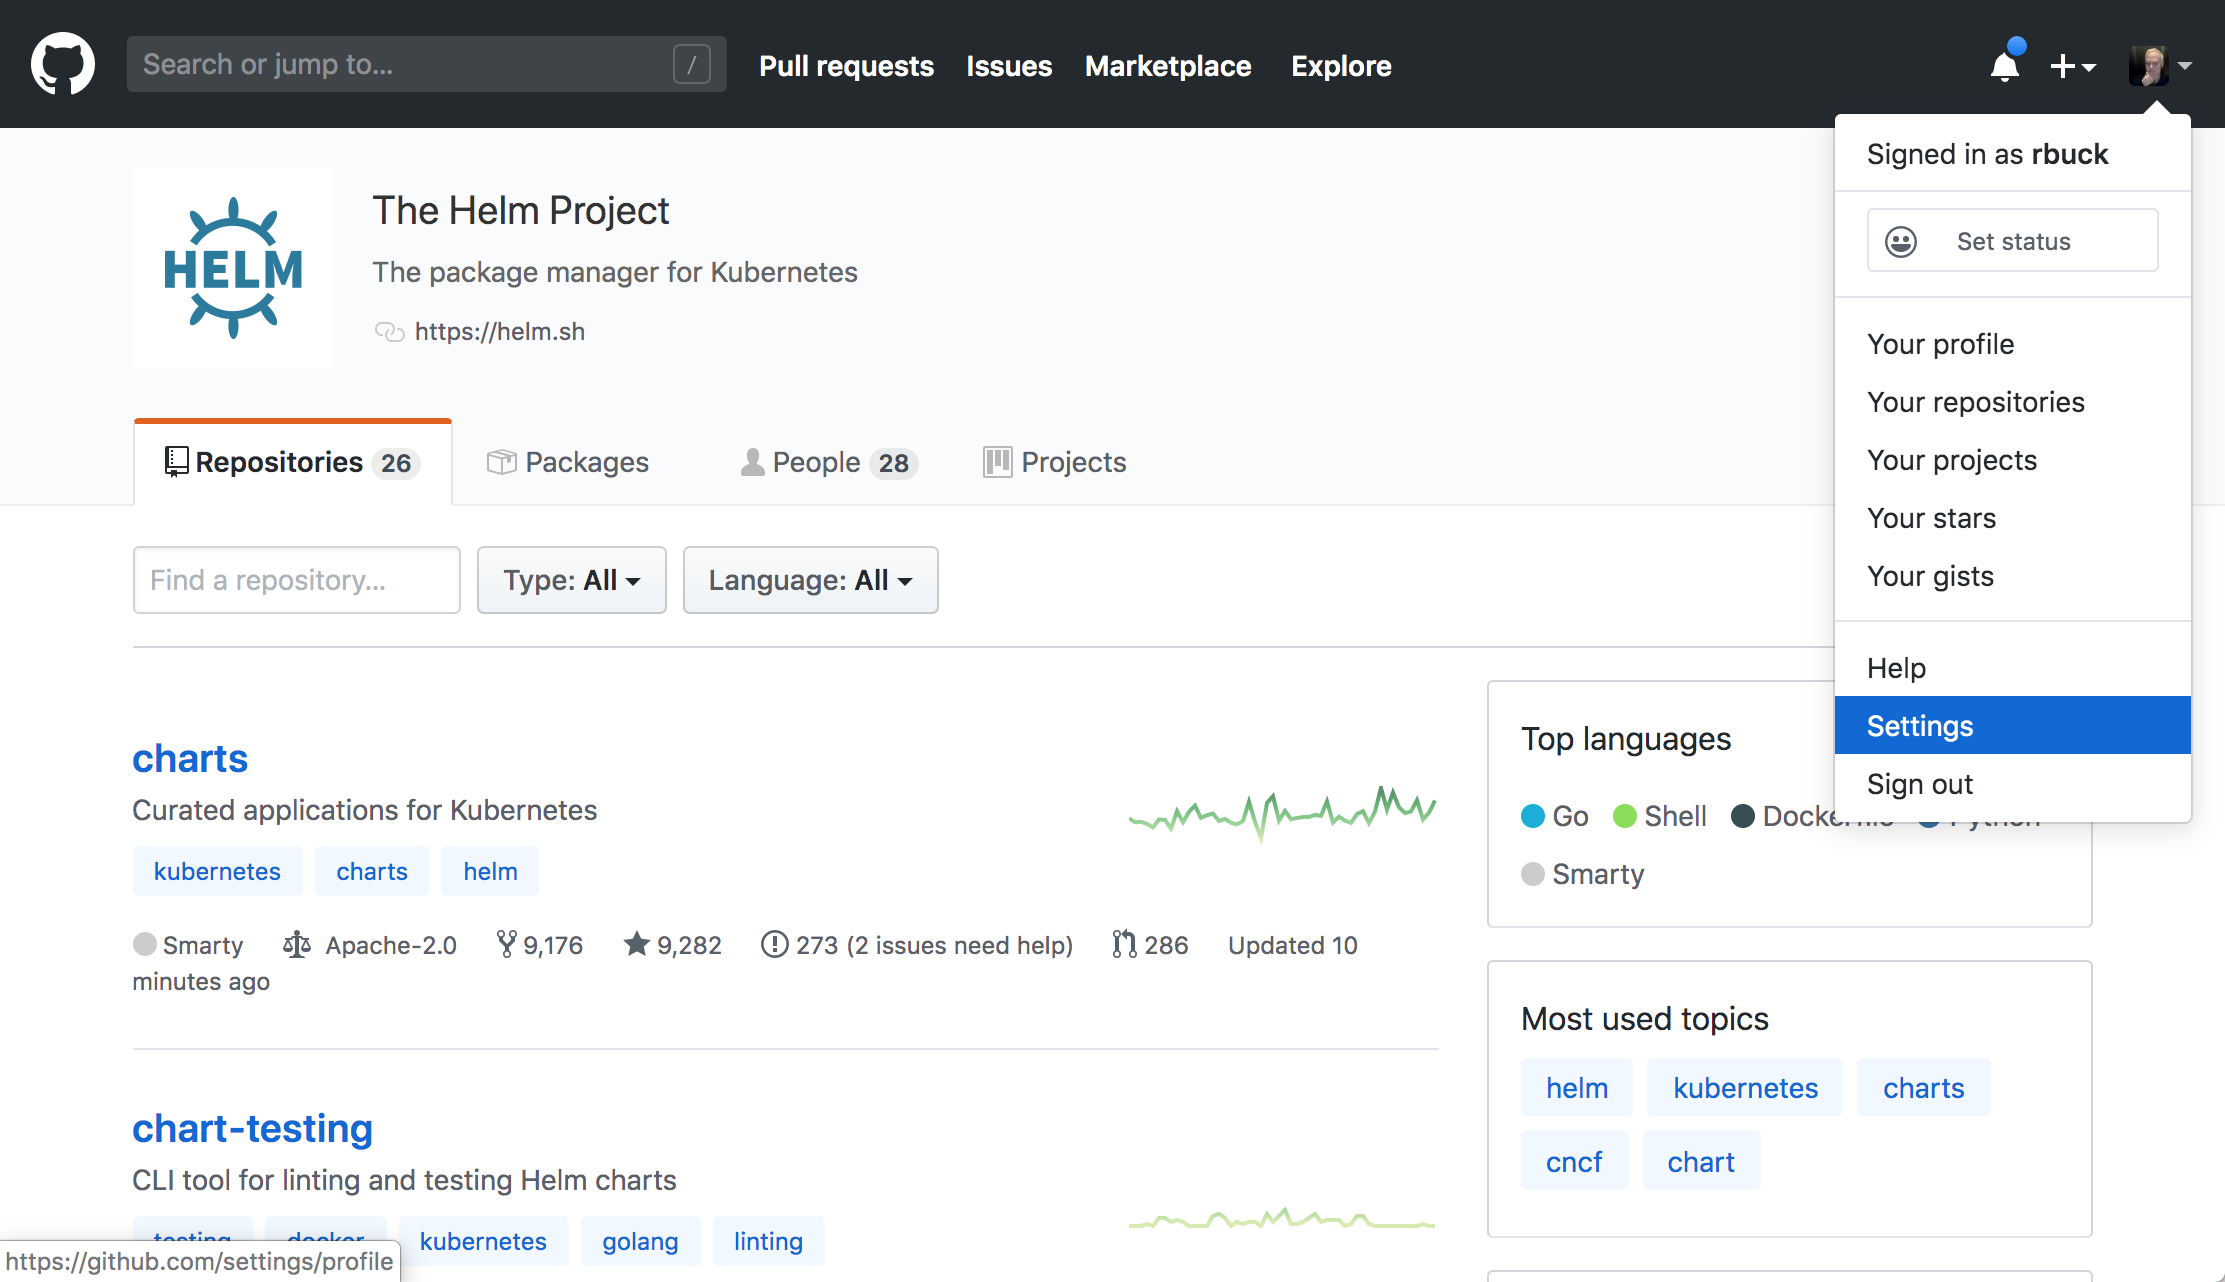 Search or jump to...
/
Pull requests
Issues
Marketplace
Explore
Signed in as rbuck
Set status
Your profile
Your repositories
Your projects
Your stars
Your gists
Help
Settings
Sign out
HELM
The Helm Project
The package manager for Kubernetes
https://helm.sh
Repositories 26
Packages
People 28
Projects
Find a repository...
Type: All
Language: All
charts
Curated applications for Kubernetes
kubernetes
charts
helm
Smarty
Apache-2.0
9,176
9,282
273 (2 issues need help)
286
Updated 10
minutes ago
chart-testing
CLI tool for linting and testing Helm charts
testing
docker
kubernetes
golang
linting
Top languages
Go
Shell
Dockerfile
Python
Smarty
Most used topics
helm
kubernetes
charts
cncf
chart
https://github.com/settings/profile